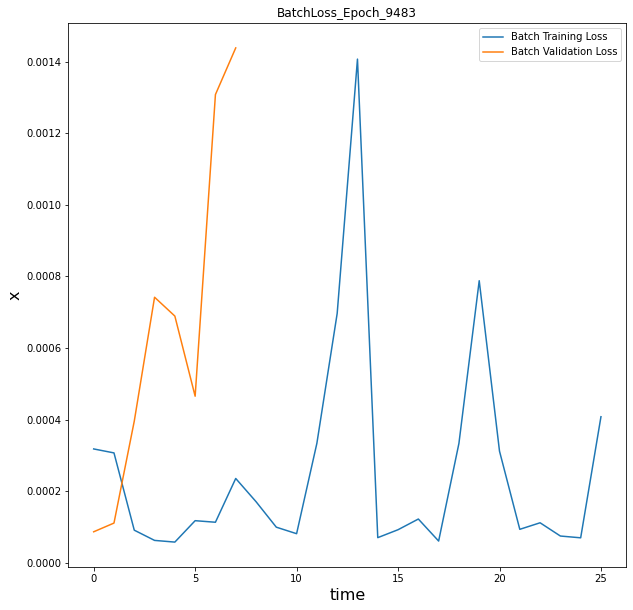 BatchLoss_Epoch_9483
Batch Training Loss
Batch Validation Loss
0.0014
0.0012
0.0010
0.0008
0.0006
0.0004
0.0002
0.0000
x
0 5 10 15 20 25
time